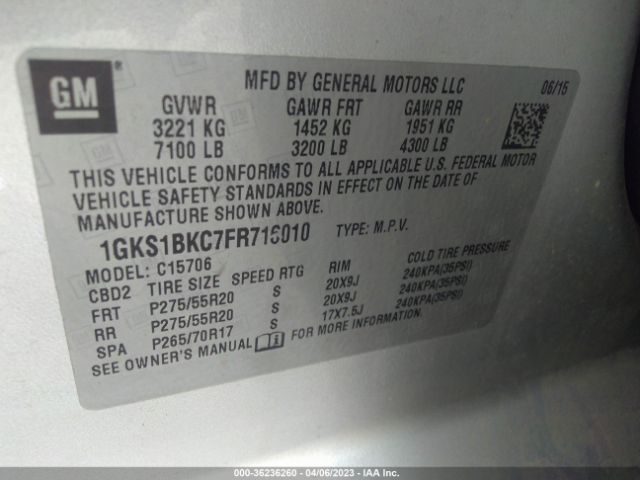 GM
MFD BY GENERAL MOTORS LLC 06/15
GVWR GAWR FRT GAWR RR
3221 KG 1452 KG 1951 KG
7100 LB 3200 LB 4300 LB
THIS VEHICLE CONFORMS TO ALL APPLICABLE U.S. FEDERAL MOTOR
VEHICLE SAFETY STANDARDS IN EFFECT ON THE DATE OF
MANUFACTURE SHOWN ABOVE.
1GKS1BKC7FR716010 TYPE: M.P.V.
MODEL: C15706
CBD2 TIRE SIZE SPEED RTG RIM COLD TIRE PRESSURE
FRT P275/55R20 S 20X9J 240KPA(35PSI)
RR P275/55R20 S 20X9J 240KPA(35PSI)
SPA P265/70R17 S 17X7.5J 240KPA(35PSI)
SEE OWNER'S MANUAL FOR MORE INFORMATION.
000-36236260 - 04/06/2023 - IAA Inc.